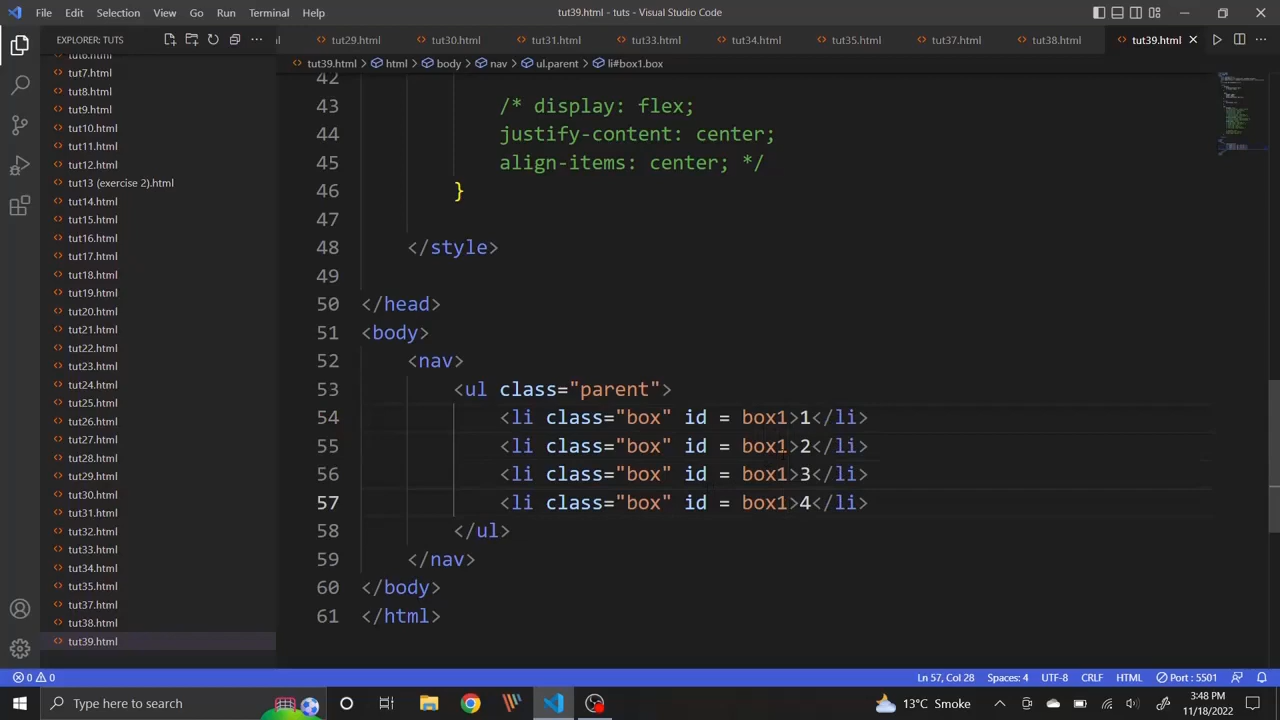 File Edit Selection View Go Run Terminal Help
tut39.html - tuts - Visual Studio Code
EXPLORER: TUTS
tut29.html tut30.html tut31.html tut33.html tut34.html tut35.html tut37.html tut38.html tut39.html
tut39.html > html > body > nav > ul.parent > li#box1.box
tut6.html
tut7.html
tut8.html
tut9.html
tut10.html
tut11.html
tut12.html
tut13 (exercise 2).html
tut14.html
tut15.html
tut16.html
tut17.html
tut18.html
tut19.html
tut20.html
tut21.html
tut22.html
tut23.html
tut24.html
tut25.html
tut26.html
tut27.html
tut28.html
tut29.html
tut30.html
tut31.html
tut32.html
tut33.html
tut34.html
tut35.html
tut37.html
tut38.html
tut39.html
42
43 /* display: flex;
44 justify-content: center;
45 align-items: center; */
46 }
47
48 </style>
49
50 </head>
51 <body>
52 <nav>
53 <ul class="parent">
54 <li class="box" id = box1>1</li>
55 <li class="box" id = box1>2</li>
56 <li class="box" id = box1>3</li>
57 <li class="box" id = box1>4</li>
58 </ul>
59 </nav>
60 </body>
61 </html>
0 0
Ln 57, Col 28 Spaces: 4 UTF-8 CRLF HTML Port : 5501
Type here to search
13°C Smoke
3:48 PM
11/18/2022